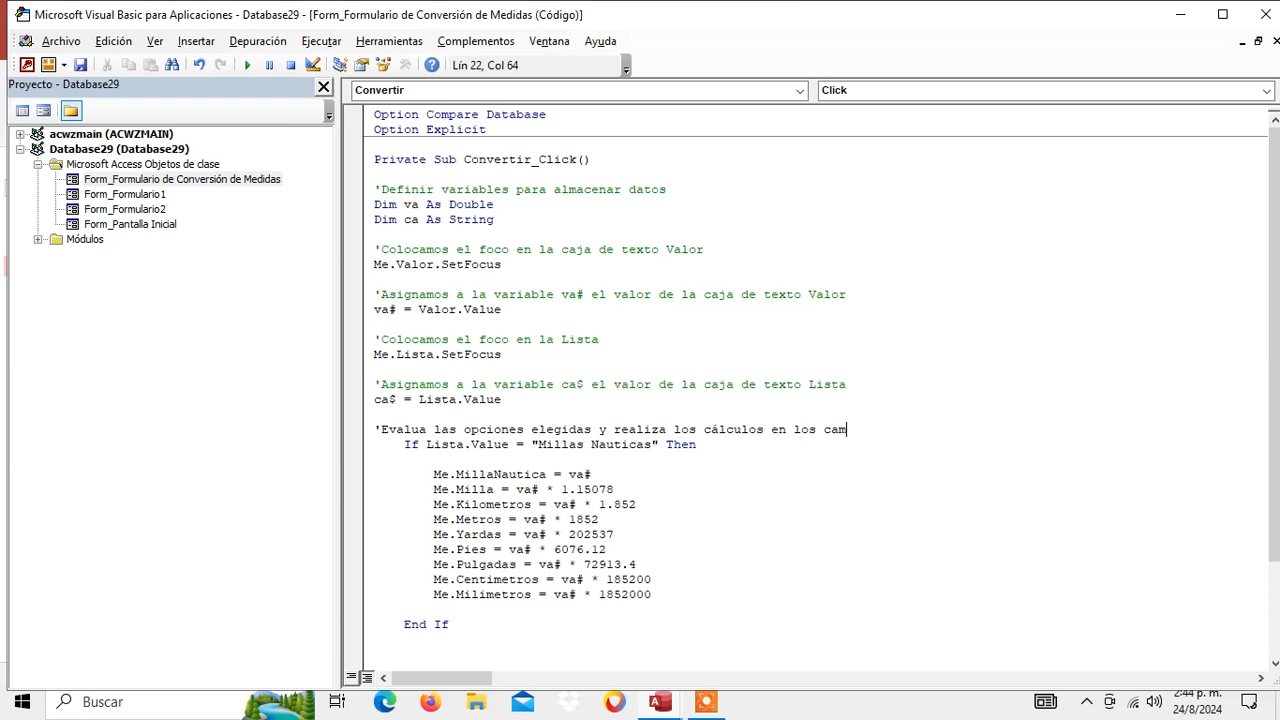 Microsoft Visual Basic para Aplicaciones - Database29 - [Form_Formulario de Conversión de Medidas (Código)]
Archivo Edición Ver Insertar Depuración Ejecutar Herramientas Complementos Ventana Ayuda
Lín 22, Col 64
Proyecto - Database29
Convertir Click
acwzmain (ACWZMAIN)
Database29 (Database29)
Microsoft Access Objetos de clase
Form_Formulario de Conversión de Medidas
Form_Formulario1
Form_Formulario2
Form_Pantalla Inicial
Módulos
Option Compare Database
Option Explicit
Private Sub Convertir_Click()
'Definir variables para almacenar datos
Dim va As Double
Dim ca As String
'Colocamos el foco en la caja de texto Valor
Me.Valor.SetFocus
'Asignamos a la variable va# el valor de la caja de texto Valor
va# = Valor.Value
'Colocamos el foco en la Lista
Me.Lista.SetFocus
'Asignamos a la variable ca$ el valor de la caja de texto Lista
ca$ = Lista.Value
'Evalua las opciones elegidas y realiza los cálculos en los cam
If Lista.Value = "Millas Nauticas" Then
Me.MillaNautica = va#
Me.Milla = va# * 1.15078
Me.Kilometros = va# * 1.852
Me.Metros = va# * 1852
Me.Yardas = va# * 202537
Me.Pies = va# * 6076.12
Me.Pulgadas = va# * 72913.4
Me.Centimetros = va# * 185200
Me.Milimetros = va# * 1852000
End If
Buscar
2:44 p. m.
24/8/2024